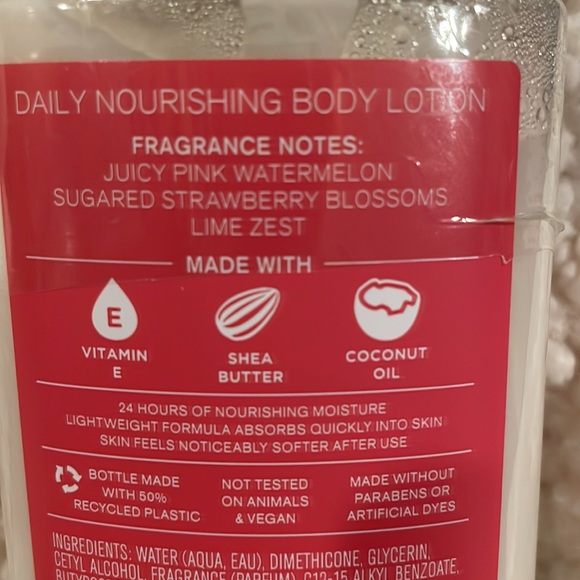 DAILY NOURISHING BODY LOTION
FRAGRANCE NOTES:
JUICY PINK WATERMELON
SUGARED STRAWBERRY BLOSSOMS
LIME ZEST
MADE WITH
E
VITAMIN
E
SHEA
BUTTER
COCONUT
OIL
24 HOURS OF NOURISHING MOISTURE
LIGHTWEIGHT FORMULA ABSORBS QUICKLY INTO SKIN
SKIN FEELS NOTICEABLY SOFTER AFTER USE
BOTTLE MADE
WITH 50%
RECYCLED PLASTIC
NOT TESTED
ON ANIMALS
& VEGAN
MADE WITHOUT
PARABENS OR
ARTIFICIAL DYES
INGREDIENTS: WATER (AQUA, EAU), DIMETHICONE, GLYCERIN,
CETYL ALCOHOL, FRAGRANCE (PARFUM), C12-15 ALKYL BENZOATE,